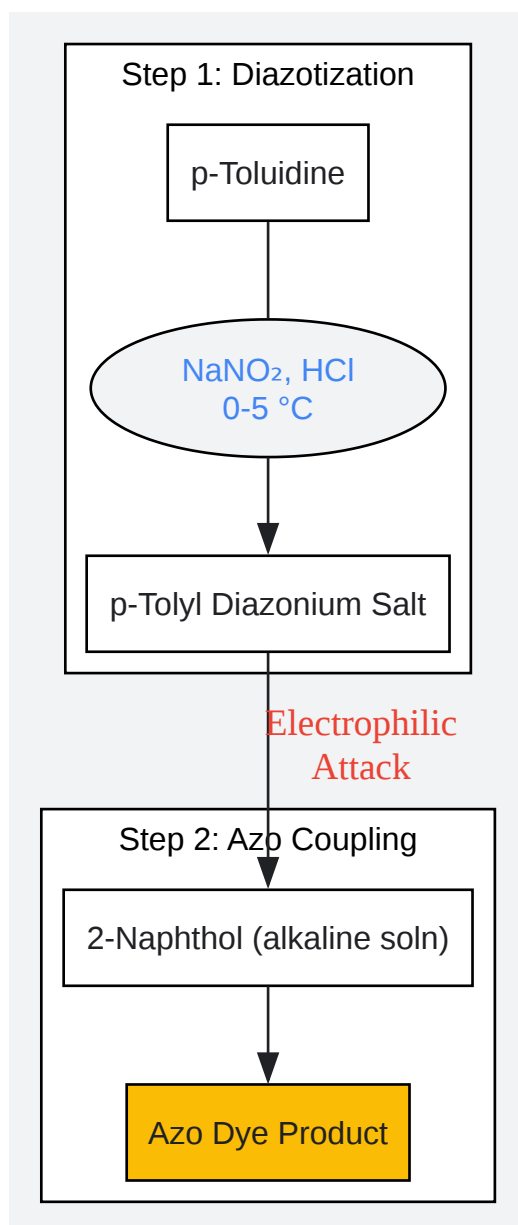 Step 1: Diazotization
p-Toluidine
NaNO₂, HCl
0-5 °C
p-Tolyl Diazonium Salt
Electrophilic
Attack
Step 2: Azo Coupling
2-Naphthol (alkaline soln)
Azo Dye Product